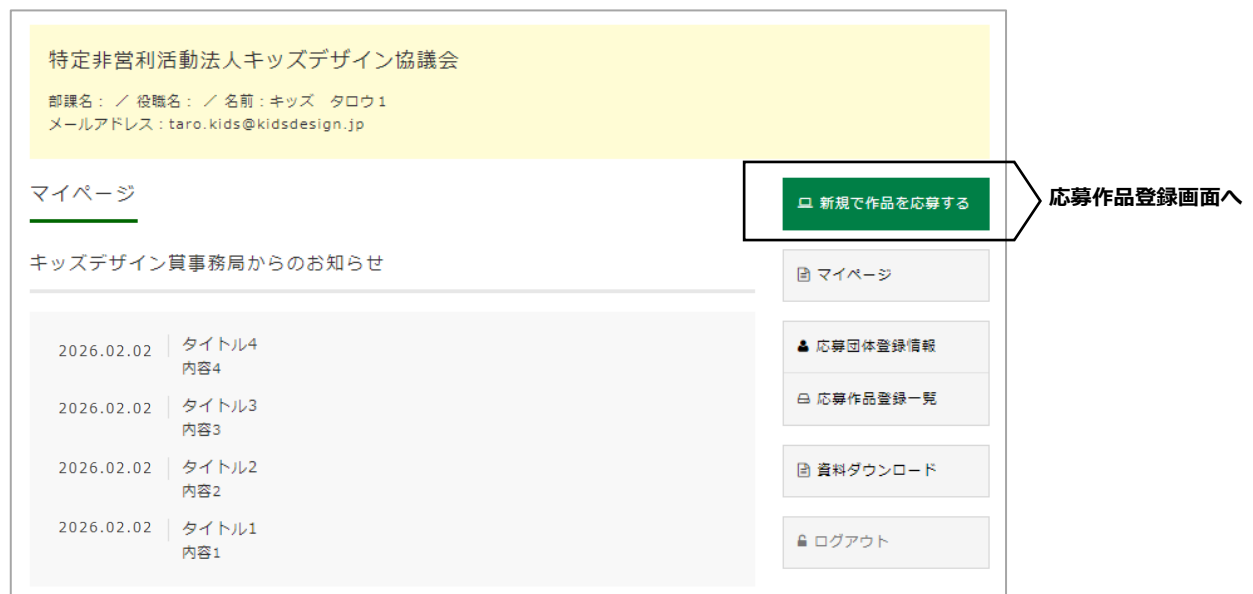 特定非営利活動法人キッズデザイン協議会
部課名： ／ 役職名： ／ 名前：キッズ　タロウ1
メールアドレス：taro.kids@kidsdesign.jp
マイページ
新規で作品を応募する
応募作品登録画面へ
キッズデザイン賞事務局からのお知らせ
2026.02.02 タイトル4
内容4
2026.02.02 タイトル3
内容3
2026.02.02 タイトル2
内容2
2026.02.02 タイトル1
内容1
マイページ
応募団体登録情報
応募作品登録一覧
資料ダウンロード
ログアウト